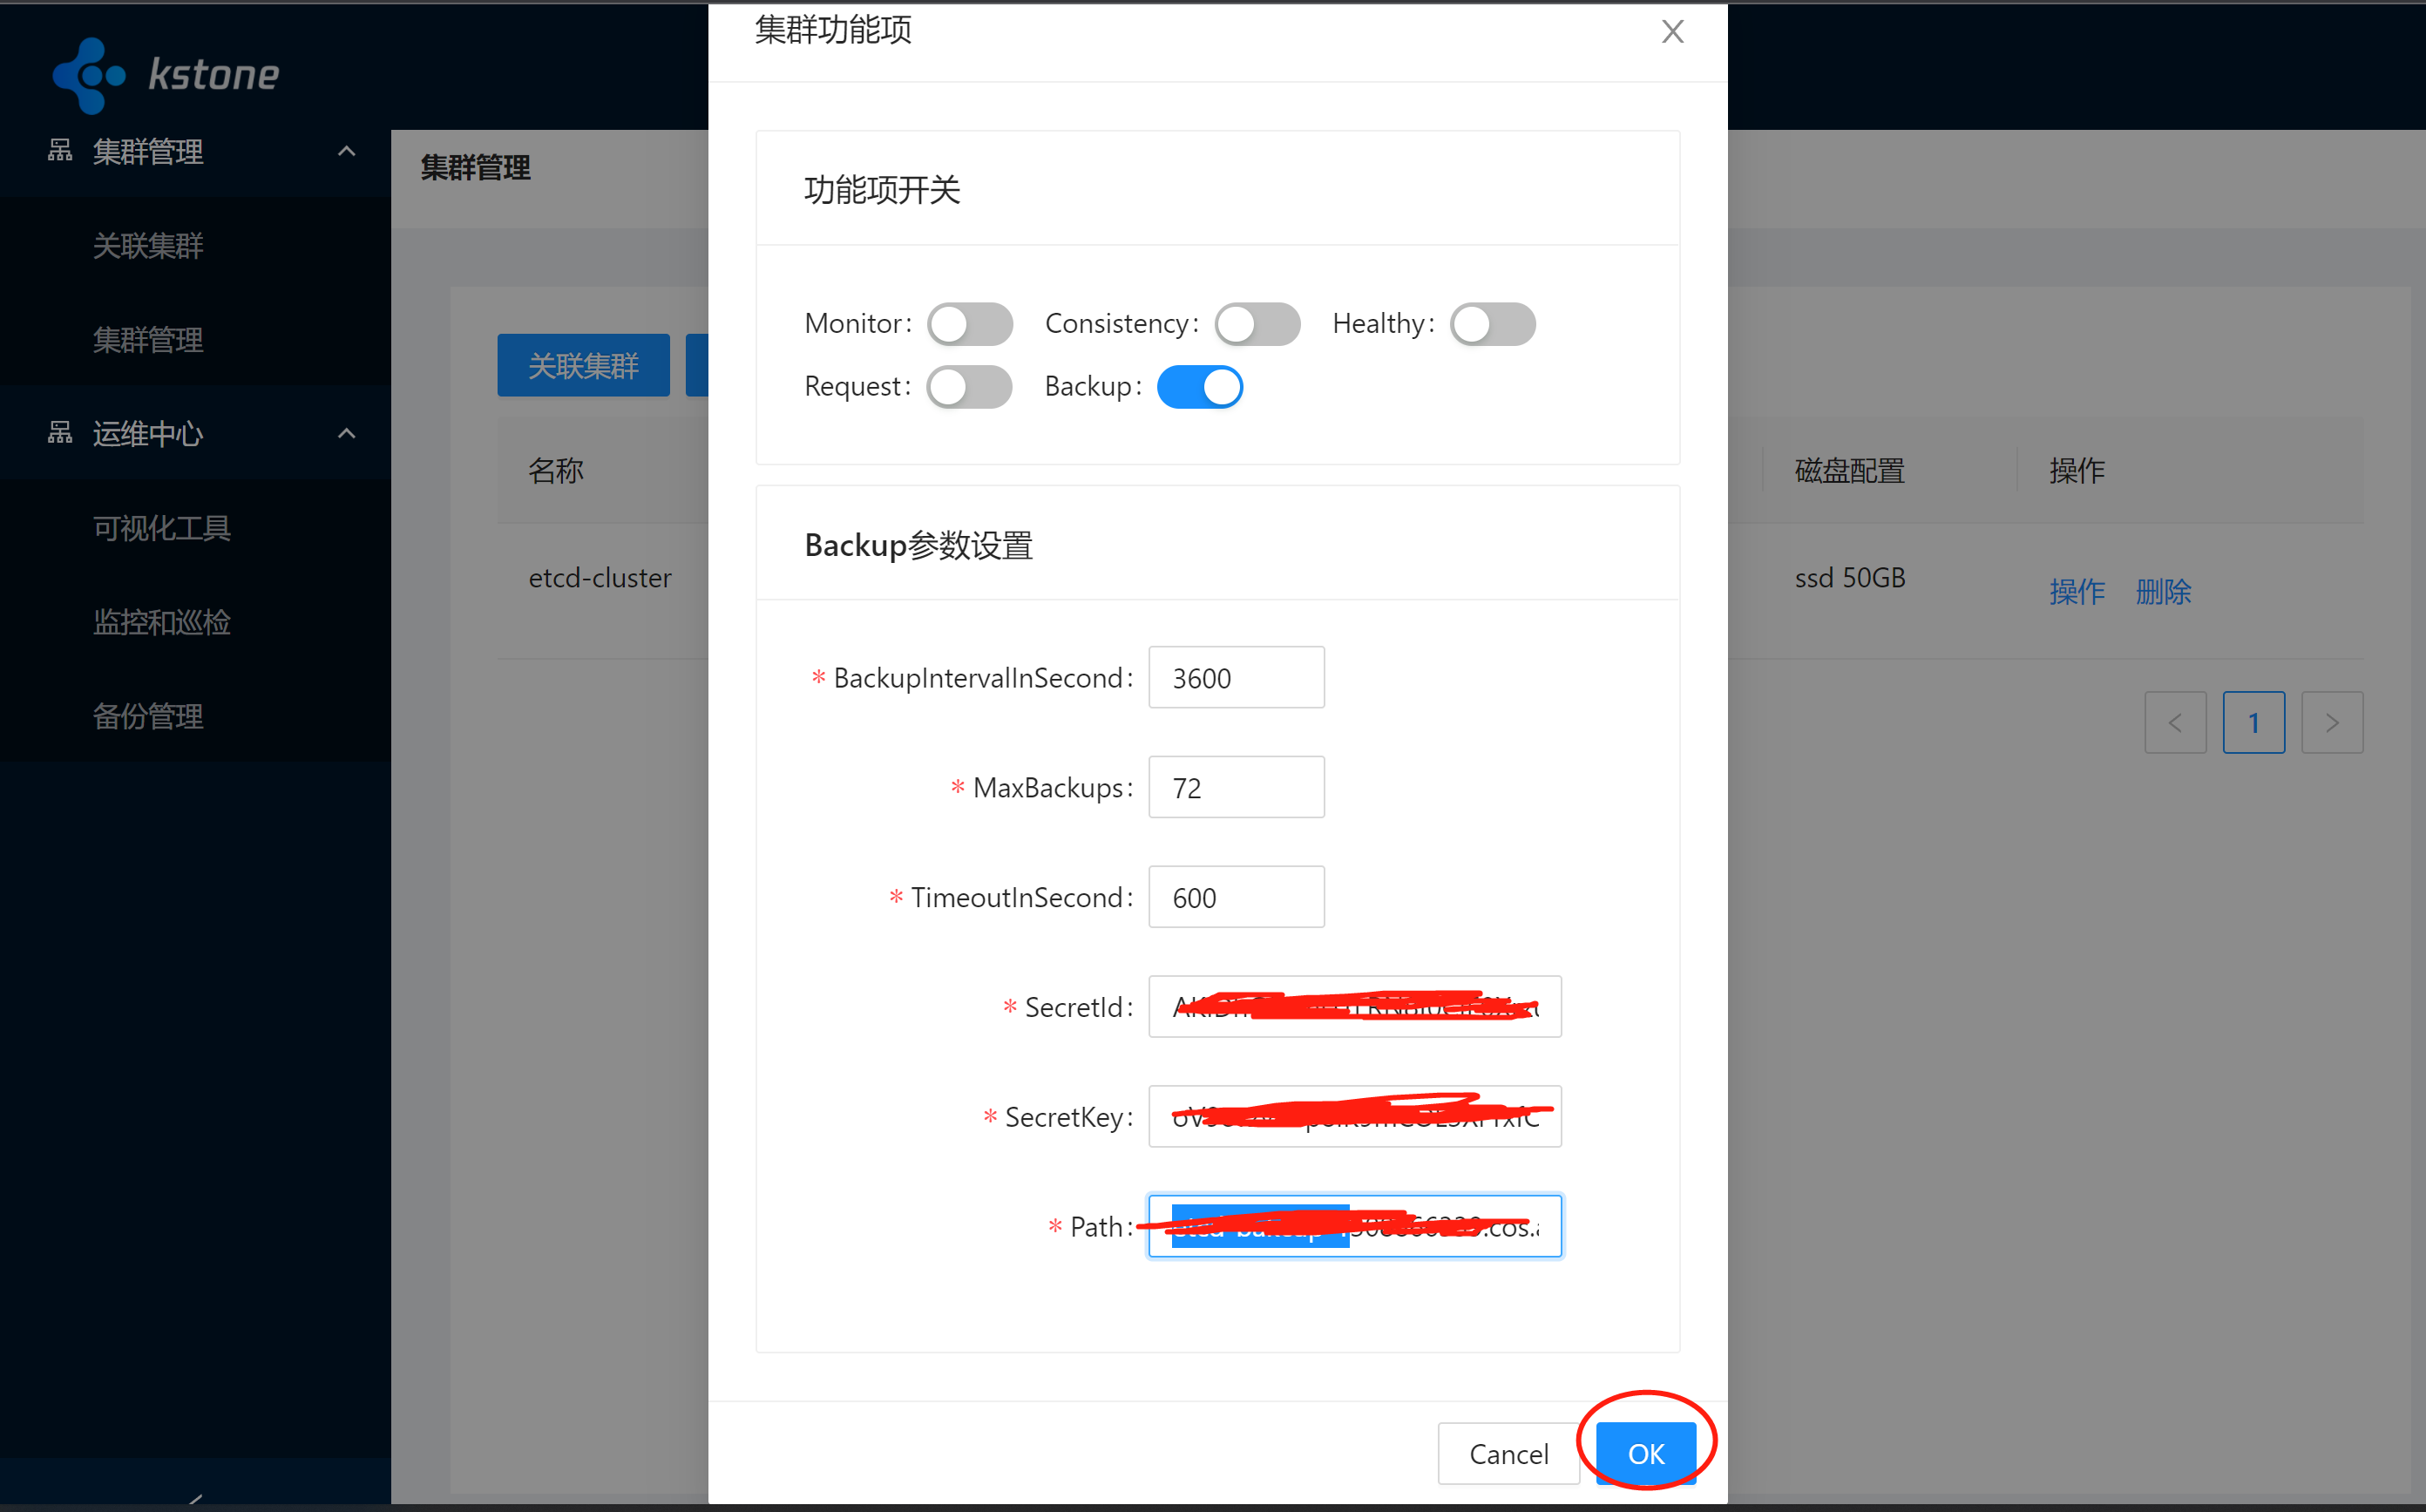 kstone
集群管理
关联集群
集群管理
运维中心
可视化工具
监控和巡检
备份管理
集群管理
关联集群
名称
磁盘配置
操作
etcd-cluster
ssd 50GB
操作 删除
1
集群功能项
功能项开关
Monitor:
Consistency:
Healthy:
Request:
Backup:
Backup参数设置
* BackupIntervalInSecond: 3600
* MaxBackups: 72
* TimeoutInSecond: 600
* SecretId:
* SecretKey:
* Path:
Cancel
OK